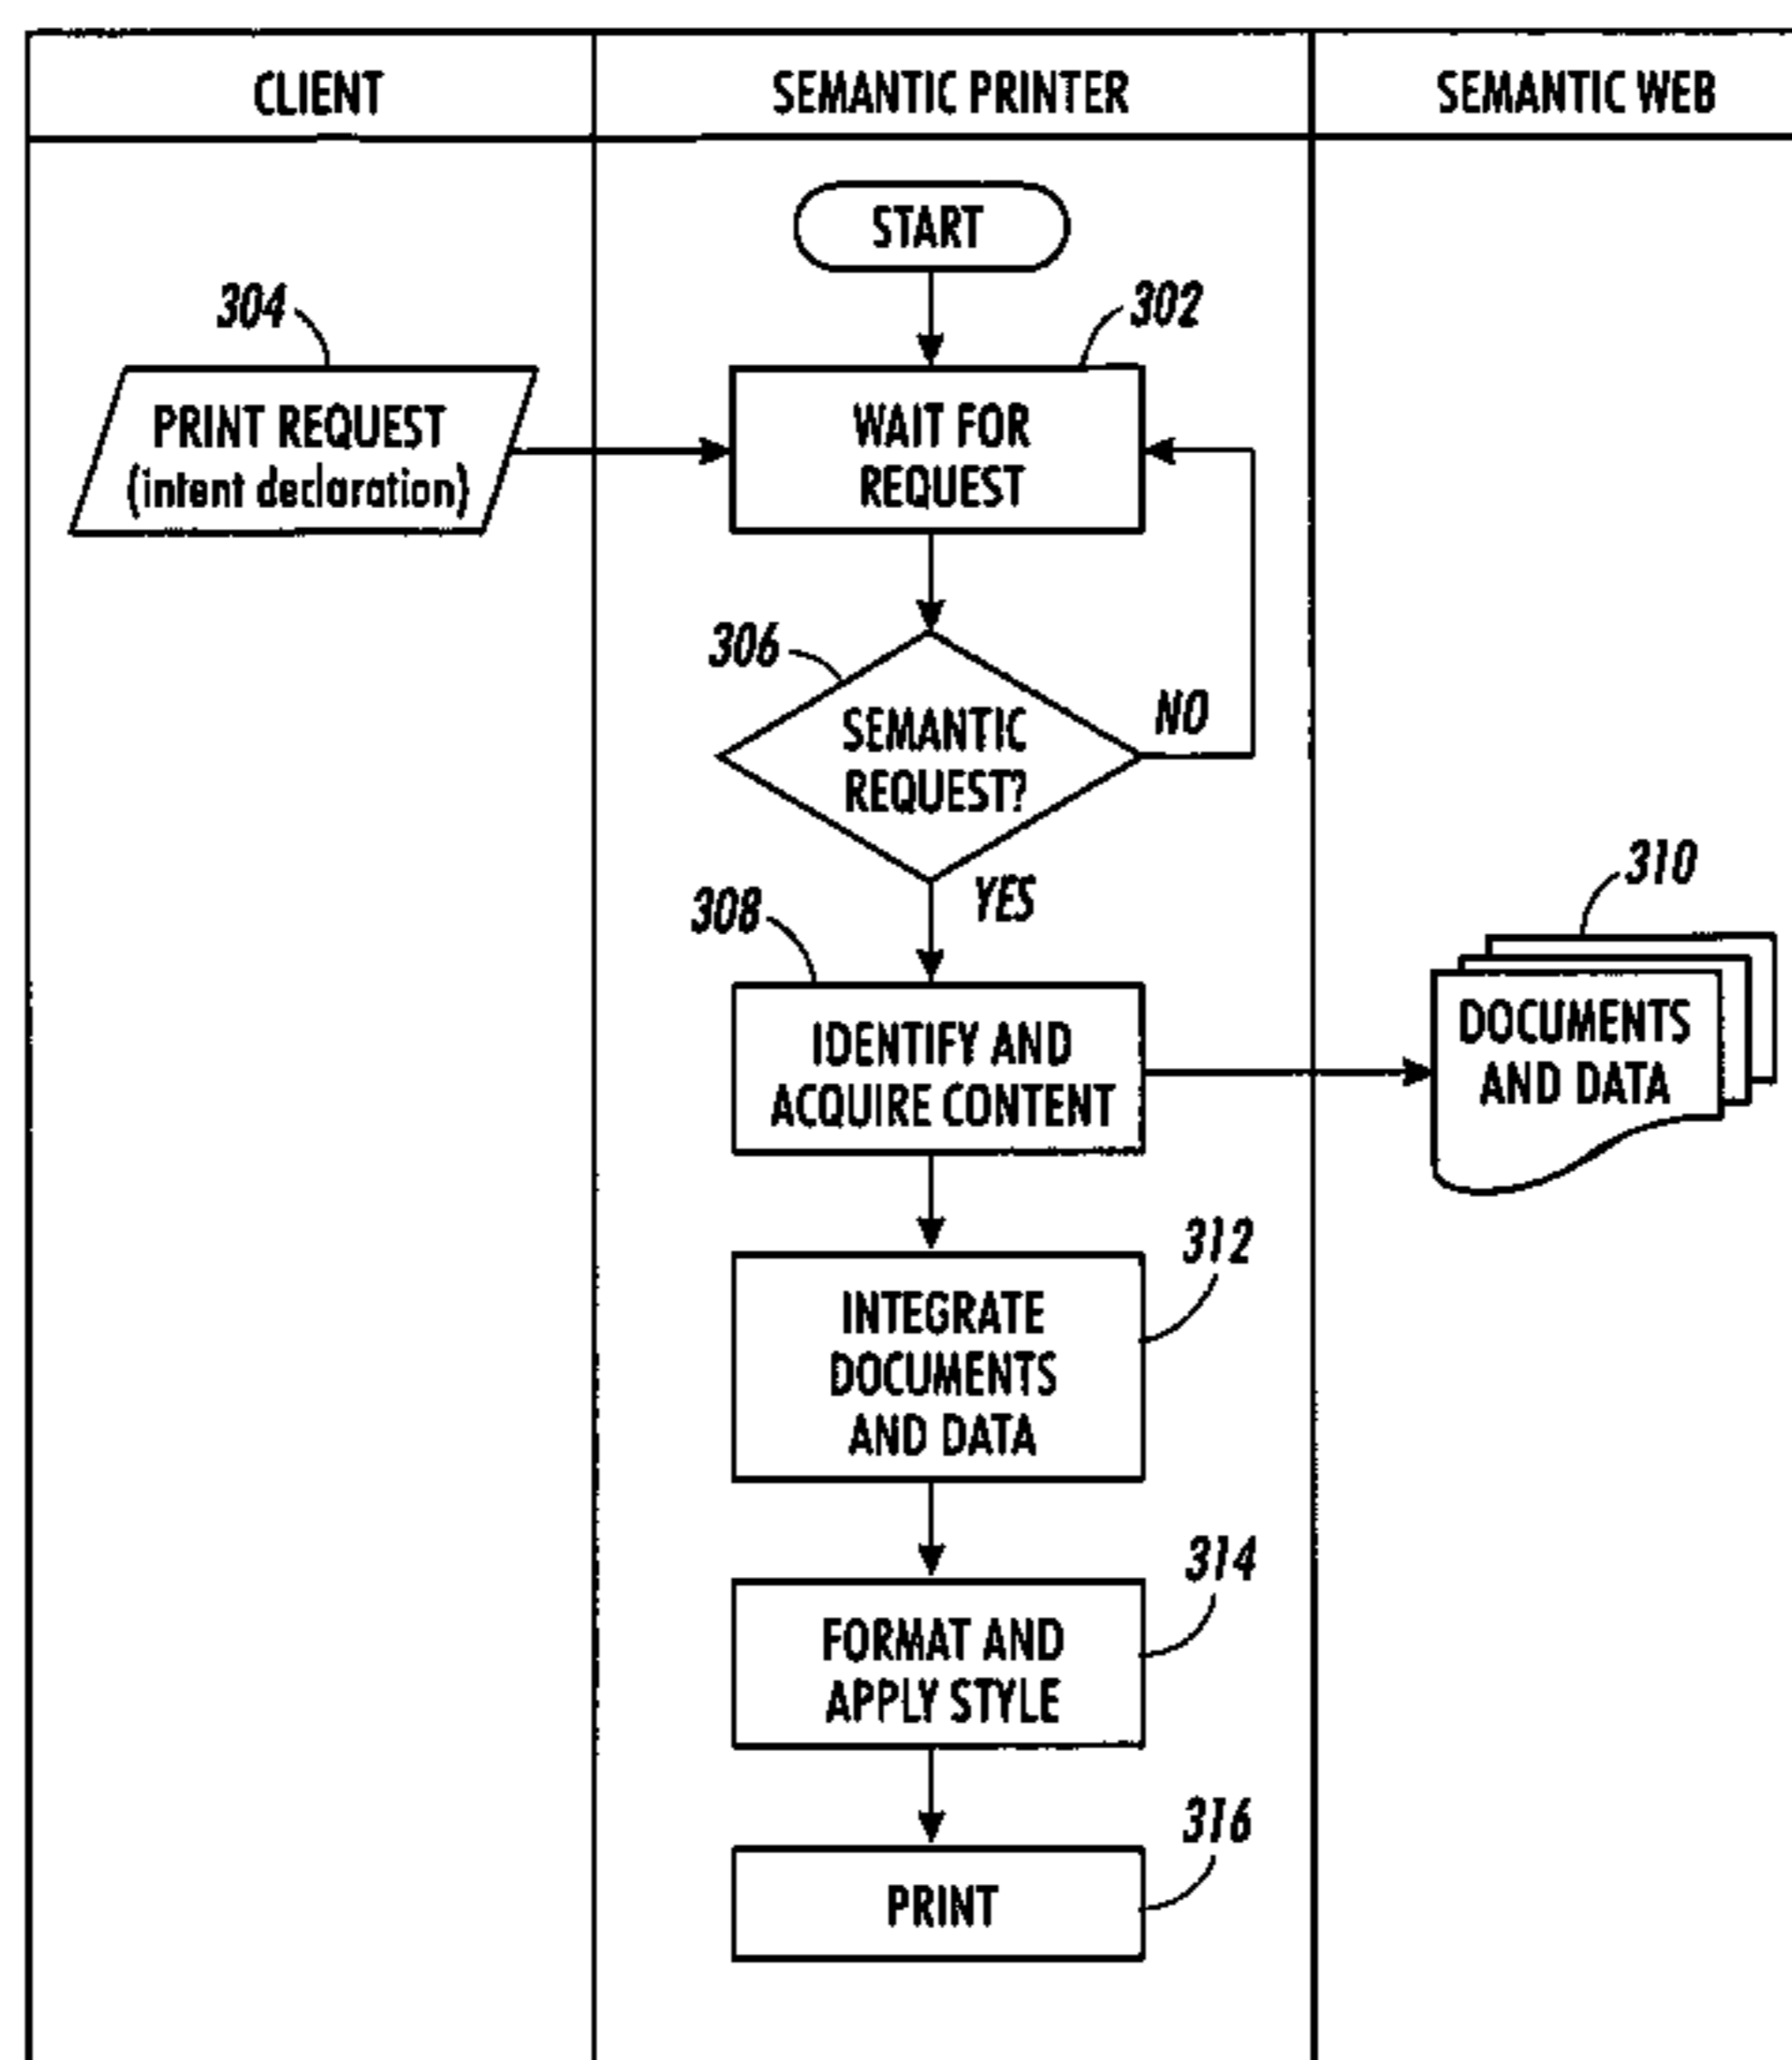 CLIENT
SEMANTIC PRINTER
SEMANTIC WEB
START
304
302
PRINT REQUEST
(intent declaration)
WAIT FOR
REQUEST
306
SEMANTIC
REQUEST?
NO
YES
308
310
IDENTIFY AND
ACQUIRE CONTENT
DOCUMENTS
AND DATA
312
INTEGRATE
DOCUMENTS
AND DATA
314
FORMAT AND
APPLY STYLE
316
PRINT